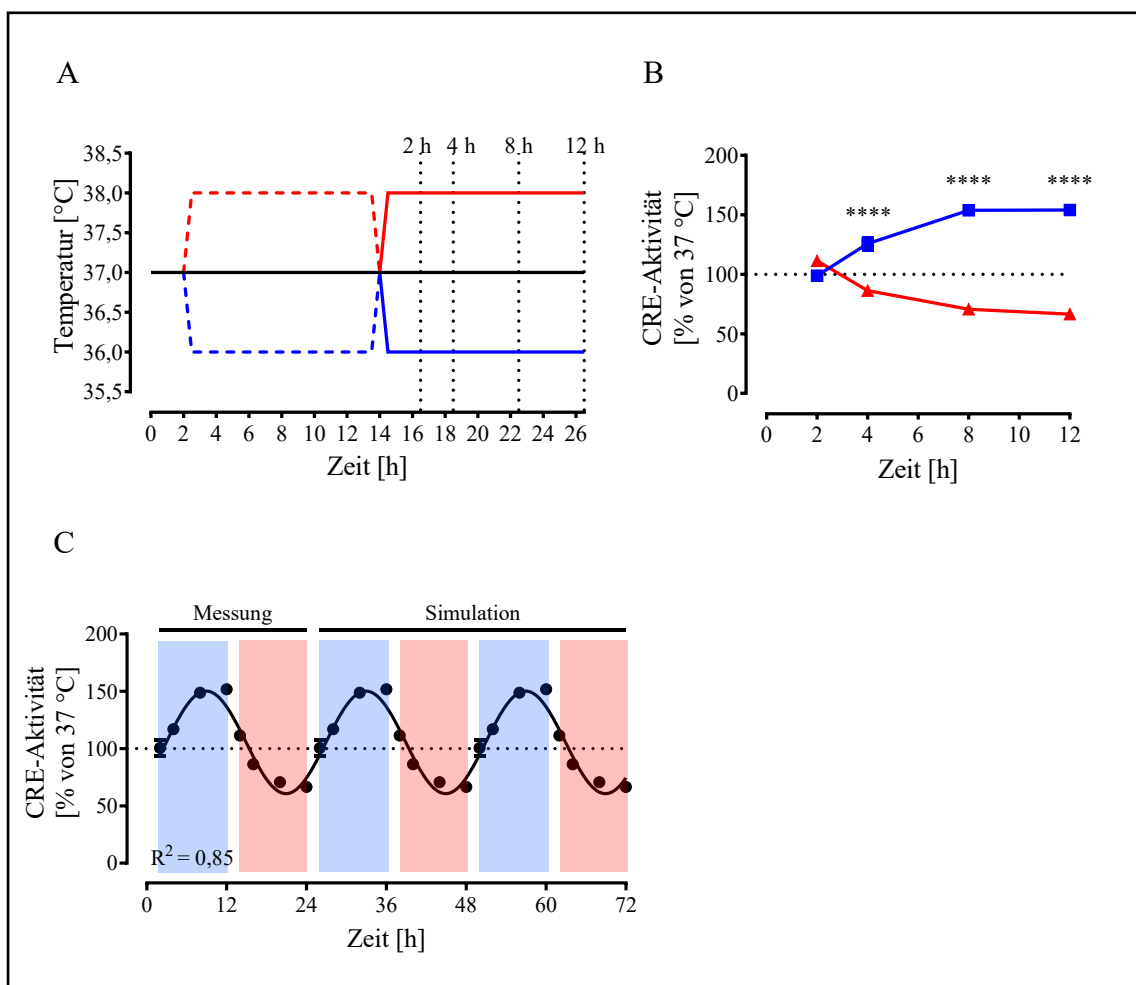 A
2 h 4 h 8 h 12 h
38,5
38,0
37,5
37,0
36,5
36,0
35,5
Temperatur [°C]
0 2 4 6 8 10 12 14 16 18 20 22 24 26
Zeit [h]
B
200
150
100
50
0
CRE-Aktivität
[% von 37 °C]
**** **** ****
0 2 4 6 8 10 12
Zeit [h]
C
Messung Simulation
200
150
100
50
0
CRE-Aktivität
[% von 37 °C]
R² = 0,85
0 12 24 36 48 60 72
Zeit [h]